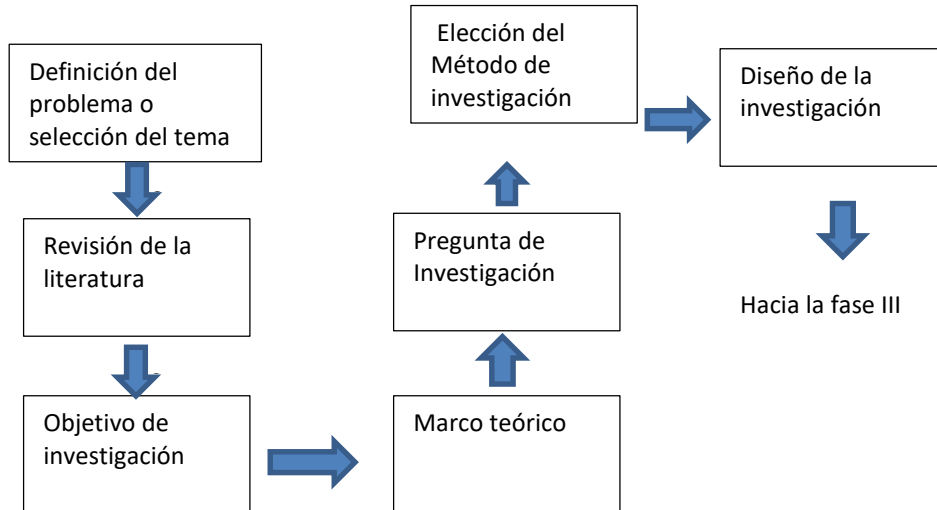 Definición del
problema o
selección del tema
Revisión de la
literatura
Objetivo de
investigación
Marco teórico
Pregunta de
Investigación
Elección del
Método de
investigación
Diseño de la
investigación
Hacia la fase III